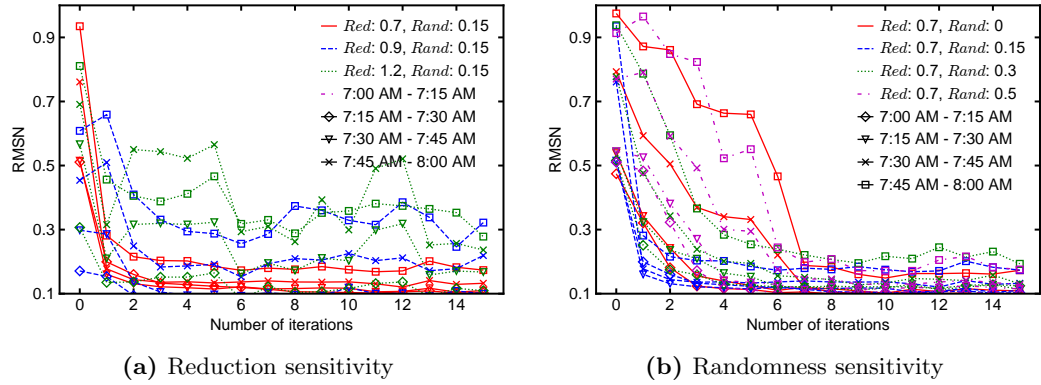 Red: 0.7, Rand: 0.15
Red: 0.9, Rand: 0.15
Red: 1.2, Rand: 0.15
7:00 AM - 7:15 AM
7:15 AM - 7:30 AM
7:30 AM - 7:45 AM
7:45 AM - 8:00 AM
0.9
0.7
0.5
0.3
0.1
RMSN
0 2 4 6 8 10 12 14
Number of iterations
(a) Reduction sensitivity
Red: 0.7, Rand: 0
Red: 0.7, Rand: 0.15
Red: 0.7, Rand: 0.3
Red: 0.7, Rand: 0.5
7:00 AM - 7:15 AM
7:15 AM - 7:30 AM
7:30 AM - 7:45 AM
7:45 AM - 8:00 AM
0.9
0.7
0.5
0.3
0.1
RMSN
0 2 4 6 8 10 12 14
Number of iterations
(b) Randomness sensitivity